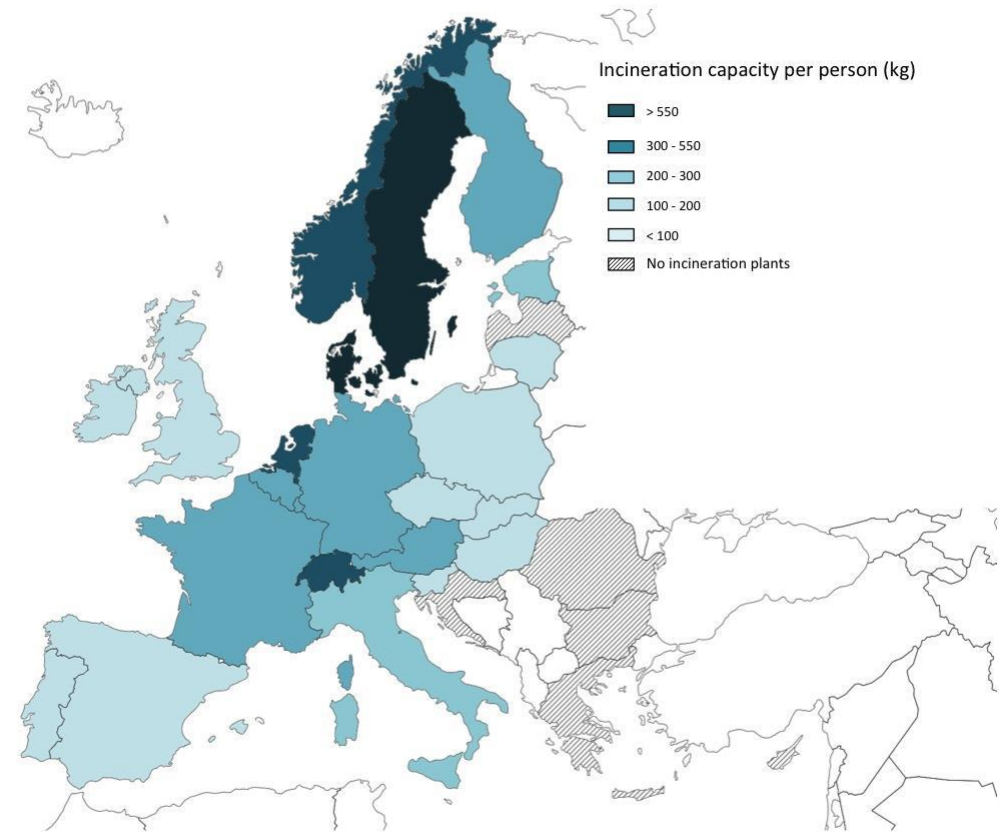 Incineration capacity per person (kg)
> 550
300 - 550
200 - 300
100 - 200
< 100
No incineration plants